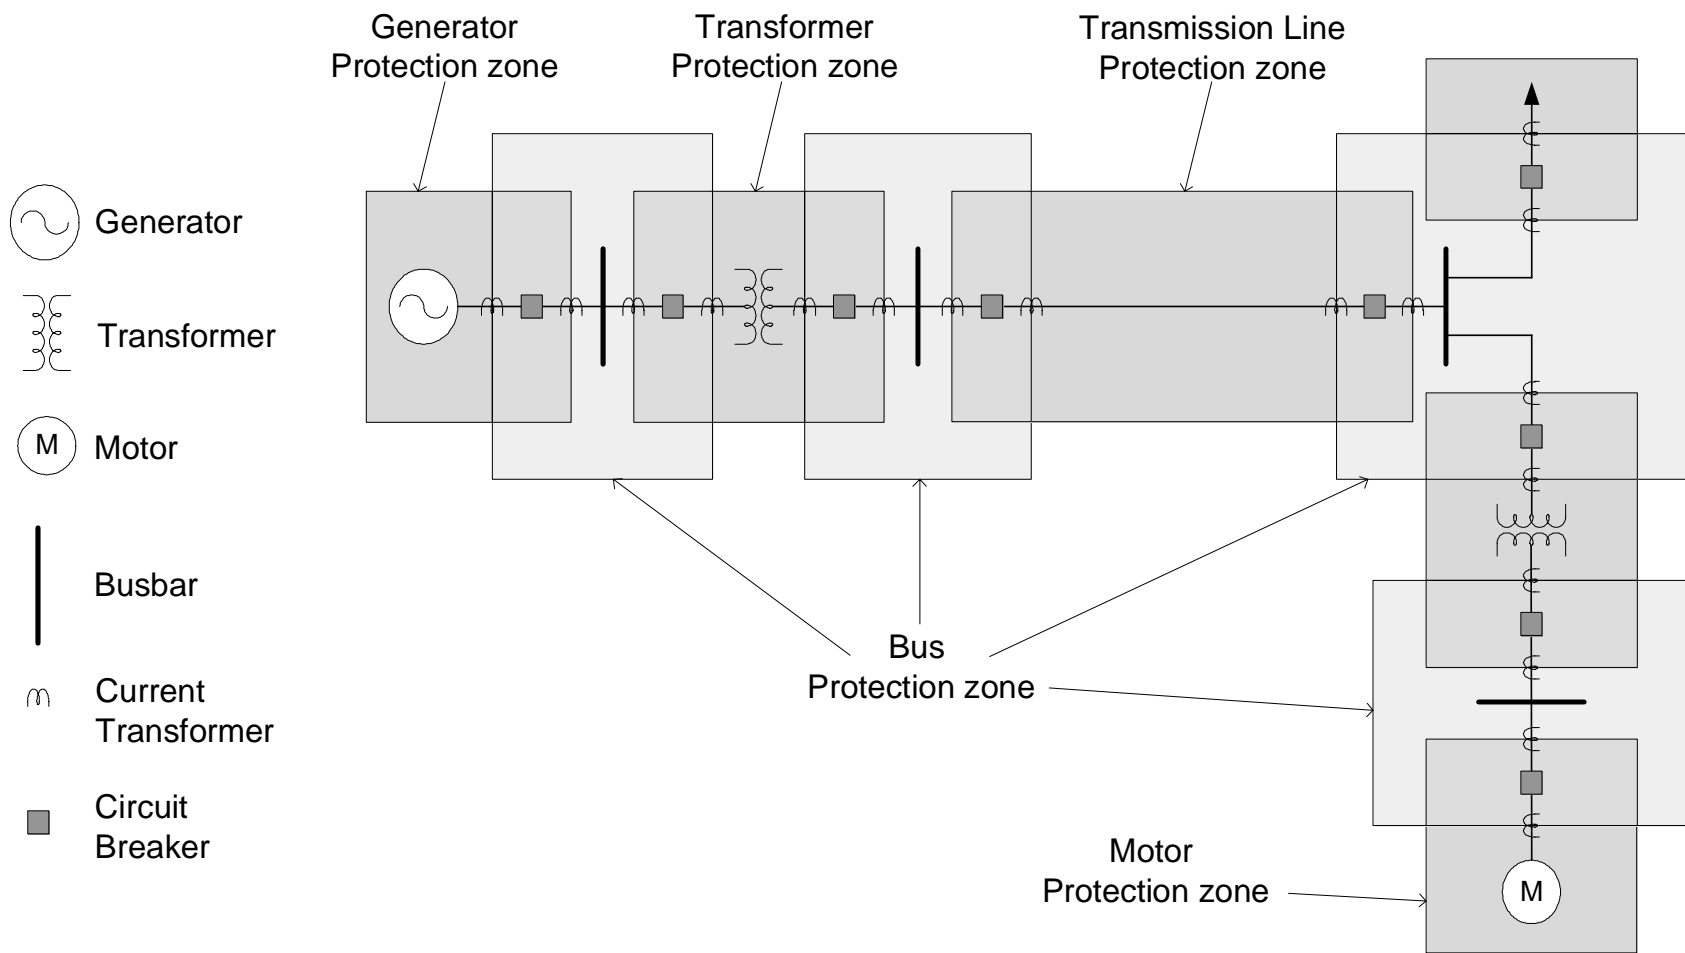 Generator
Protection zone
Transformer
Protection zone
Transmission Line
Protection zone
Generator
Transformer
M
Motor
Busbar
Current
Transformer
Circuit
Breaker
Bus
Protection zone
Motor
Protection zone
M